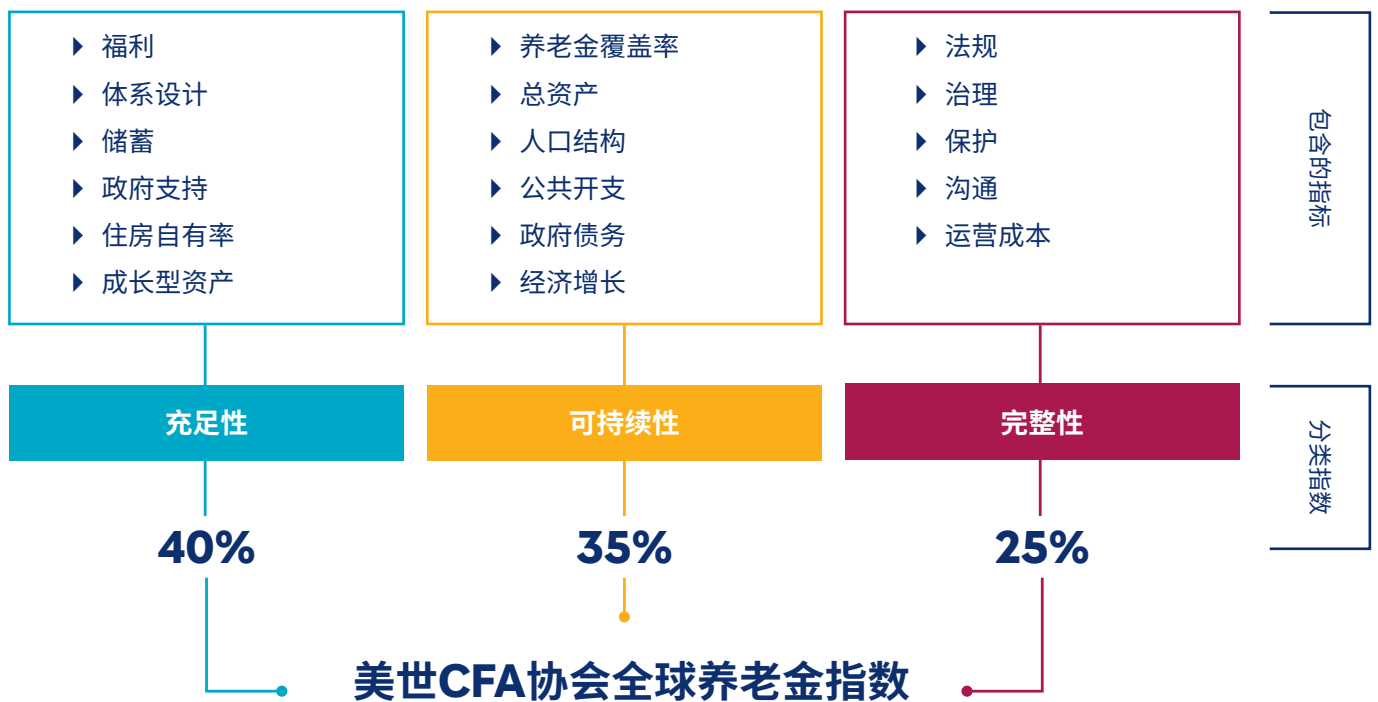 福利
体系设计
储蓄
政府支持
住房自有率
成长型资产
养老金覆盖率
总资产
人口结构
公共开支
政府债务
经济增长
法规
治理
保护
沟通
运营成本
包含的指标
充足性
可持续性
完整性
分类指数
40%
35%
25%
美世CFA协会全球养老金指数